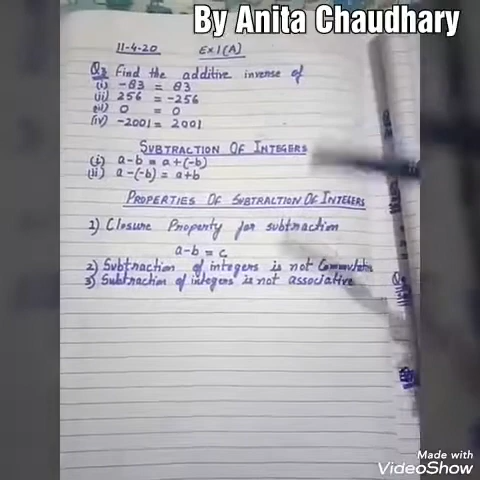 By Anita Chaudhary
11-4-20 Ex 1(A)
Q3 Find the additive inverse of
(i) -83 = 83
(ii) 256 = -256
(iii) 0 = 0
(iv) -2001 = 2001
SUBTRACTION OF INTEGERS
(i) a-b = a+(-b)
(ii) a-(-b) = a+b
PROPERTIES OF SUBTRACTION OF INTEGERS
1) Closure Property for subtraction
a-b = c
2) Subtraction of integers is not Commutative
3) Subtraction of integers is not associative
Made with
VideoShow